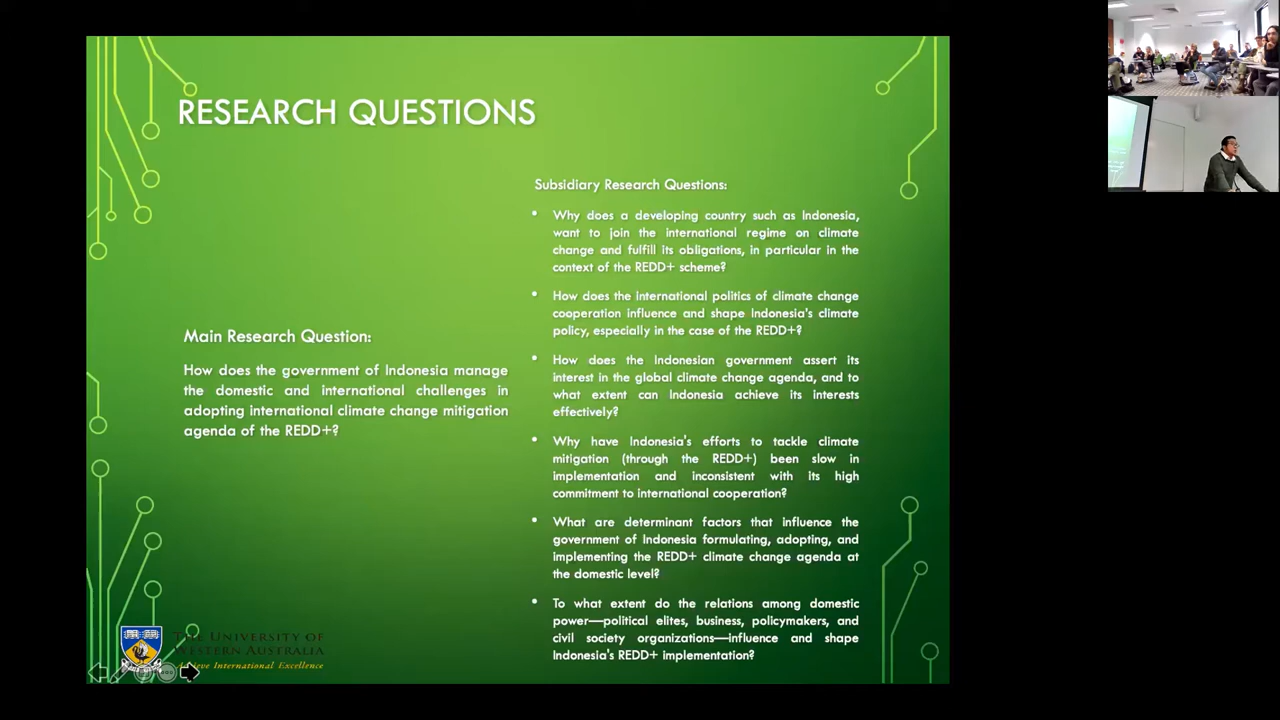 RESEARCH QUESTIONS
Main Research Question:
How does the government of Indonesia manage
the domestic and international challenges in
adopting international climate change mitigation
agenda of the REDD+?
Subsidiary Research Questions:
• Why does a developing country such as Indonesia,
want to join the international regime on climate
change and fulfill its obligations, in particular in the
context of the REDD+ scheme?
• How does the international politics of climate change
cooperation influence and shape Indonesia's climate
policy, especially in the case of the REDD+?
• How does the Indonesian government assert its
interest in the global climate change agenda, and to
what extent can Indonesia achieve its interests
effectively?
• Why have Indonesia's efforts to tackle climate
mitigation (through the REDD+) been slow in
implementation and inconsistent with its high
commitment to international cooperation?
• What are determinant factors that influence the
government of Indonesia formulating, adopting, and
implementing the REDD+ climate change agenda at
the domestic level?
• To what extent do the relations among domestic
power—political elites, business, policymakers, and
civil society organizations—influence and shape
Indonesia's REDD+ implementation?
THE UNIVERSITY OF
WESTERN AUSTRALIA
Achieve International Excellence